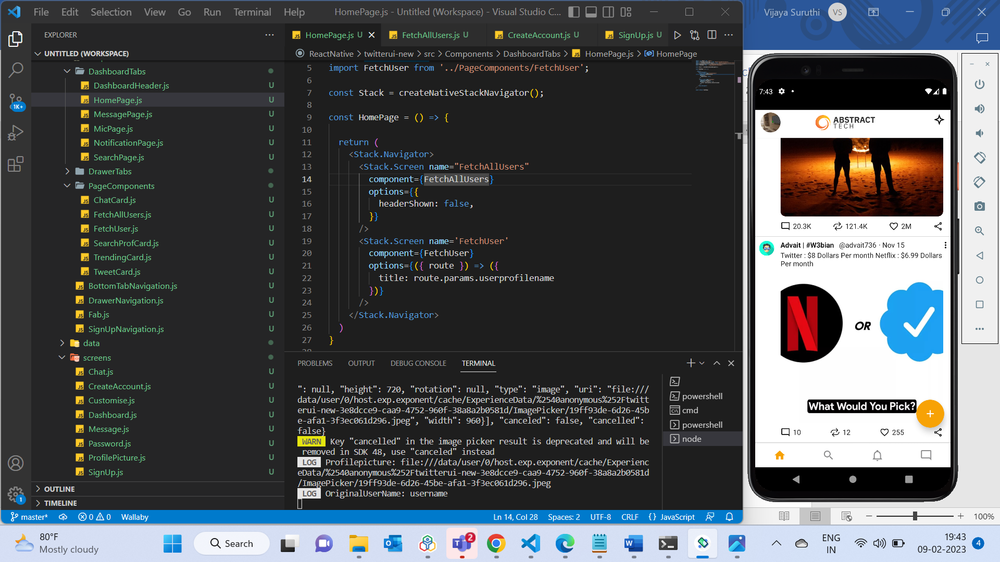 File Edit Selection View Go Run Terminal Help
HomePage.js - Untitled (Workspace) - Visual Studio C...
Vijaya Suruthi VS
EXPLORER
UNTITLED (WORKSPACE)
DashboardTabs
DashboardHeader.js U
HomePage.js U
MessagePage.js U
MicPage.js U
NotificationPage.js U
SearchPage.js U
DrawerTabs
PageComponents
ChatCard.js U
FetchAllUsers.js U
FetchUser.js U
SearchProfCard.js U
TrendingCard.js U
TweetCard.js U
BottomTabNavigation.js U
DrawerNavigation.js U
Fab.js U
SignUpNavigation.js U
data
screens
Chat.js U
CreateAccount.js U
Customise.js U
Dashboard.js U
Message.js U
Password.js U
ProfilePicture.js U
SignUp.js U
OUTLINE
TIMELINE
1K+
1
HomePage.js U FetchAllUsers.js U CreateAccount.js U SignUp.js U
ReactNative > twitterui-new > src > Components > DashboardTabs > HomePage.js > HomePage
5 import FetchUser from '../PageComponents/FetchUser';
6
7 const Stack = createNativeStackNavigator();
8
9 const HomePage = () => {
10
11 return (
12 <Stack.Navigator>
13 <Stack.Screen name="FetchAllUsers"
14 component={FetchAllUsers}
15 options={{
16 headerShown: false,
17 }}
18 />
19 <Stack.Screen name='FetchUser'
20 component={FetchUser}
21 options={({ route }) => ({
22 title: route.params.userprofilename
23 })}
24 />
25 </Stack.Navigator>
26 )
27 }
28
PROBLEMS OUTPUT DEBUG CONSOLE TERMINAL
": null, "height": 720, "rotation": null, "type": "image", "uri": "file:///
data/user/0/host.exp.exponent/cache/ExperienceData/%2540anonymous%252Ftwitt
erui-new-3e8dcce9-caa9-4752-960f-38a8a2b0581d/ImagePicker/19ff93de-6d26-45b
e-afa1-3f3ec061d296.jpeg", "width": 960}], "canceled": false, "cancelled":
false}
WARN Key "cancelled" in the image picker result is deprecated and will be
removed in SDK 48, use "canceled" instead
LOG Profilepicture: file:///data/user/0/host.exp.exponent/cache/Experienc
eData/%2540anonymous%252Ftwitterui-new-3e8dcce9-caa9-4752-960f-38a8a2b0581d
/ImagePicker/19ff93de-6d26-45be-afa1-3f3ec061d296.jpeg
LOG OriginalUserName: username
powershell
cmd
powershell
node
master* 0 0 Wallaby
Ln 14, Col 28 Spaces: 2 UTF-8 CRLF {} JavaScript
7:43
ABSTRACT
TECH
20.3K 121.4K 2M
Advait | #W3bian @advait736 · Nov 15
Twitter : $8 Dollars Per month Netflix : $6.99 Dollars
Per month
N OR
What Would You Pick?
+
10 12 255
100%
80°F
Mostly cloudy
Search
2
ENG
IN
19:43
09-02-2023
4